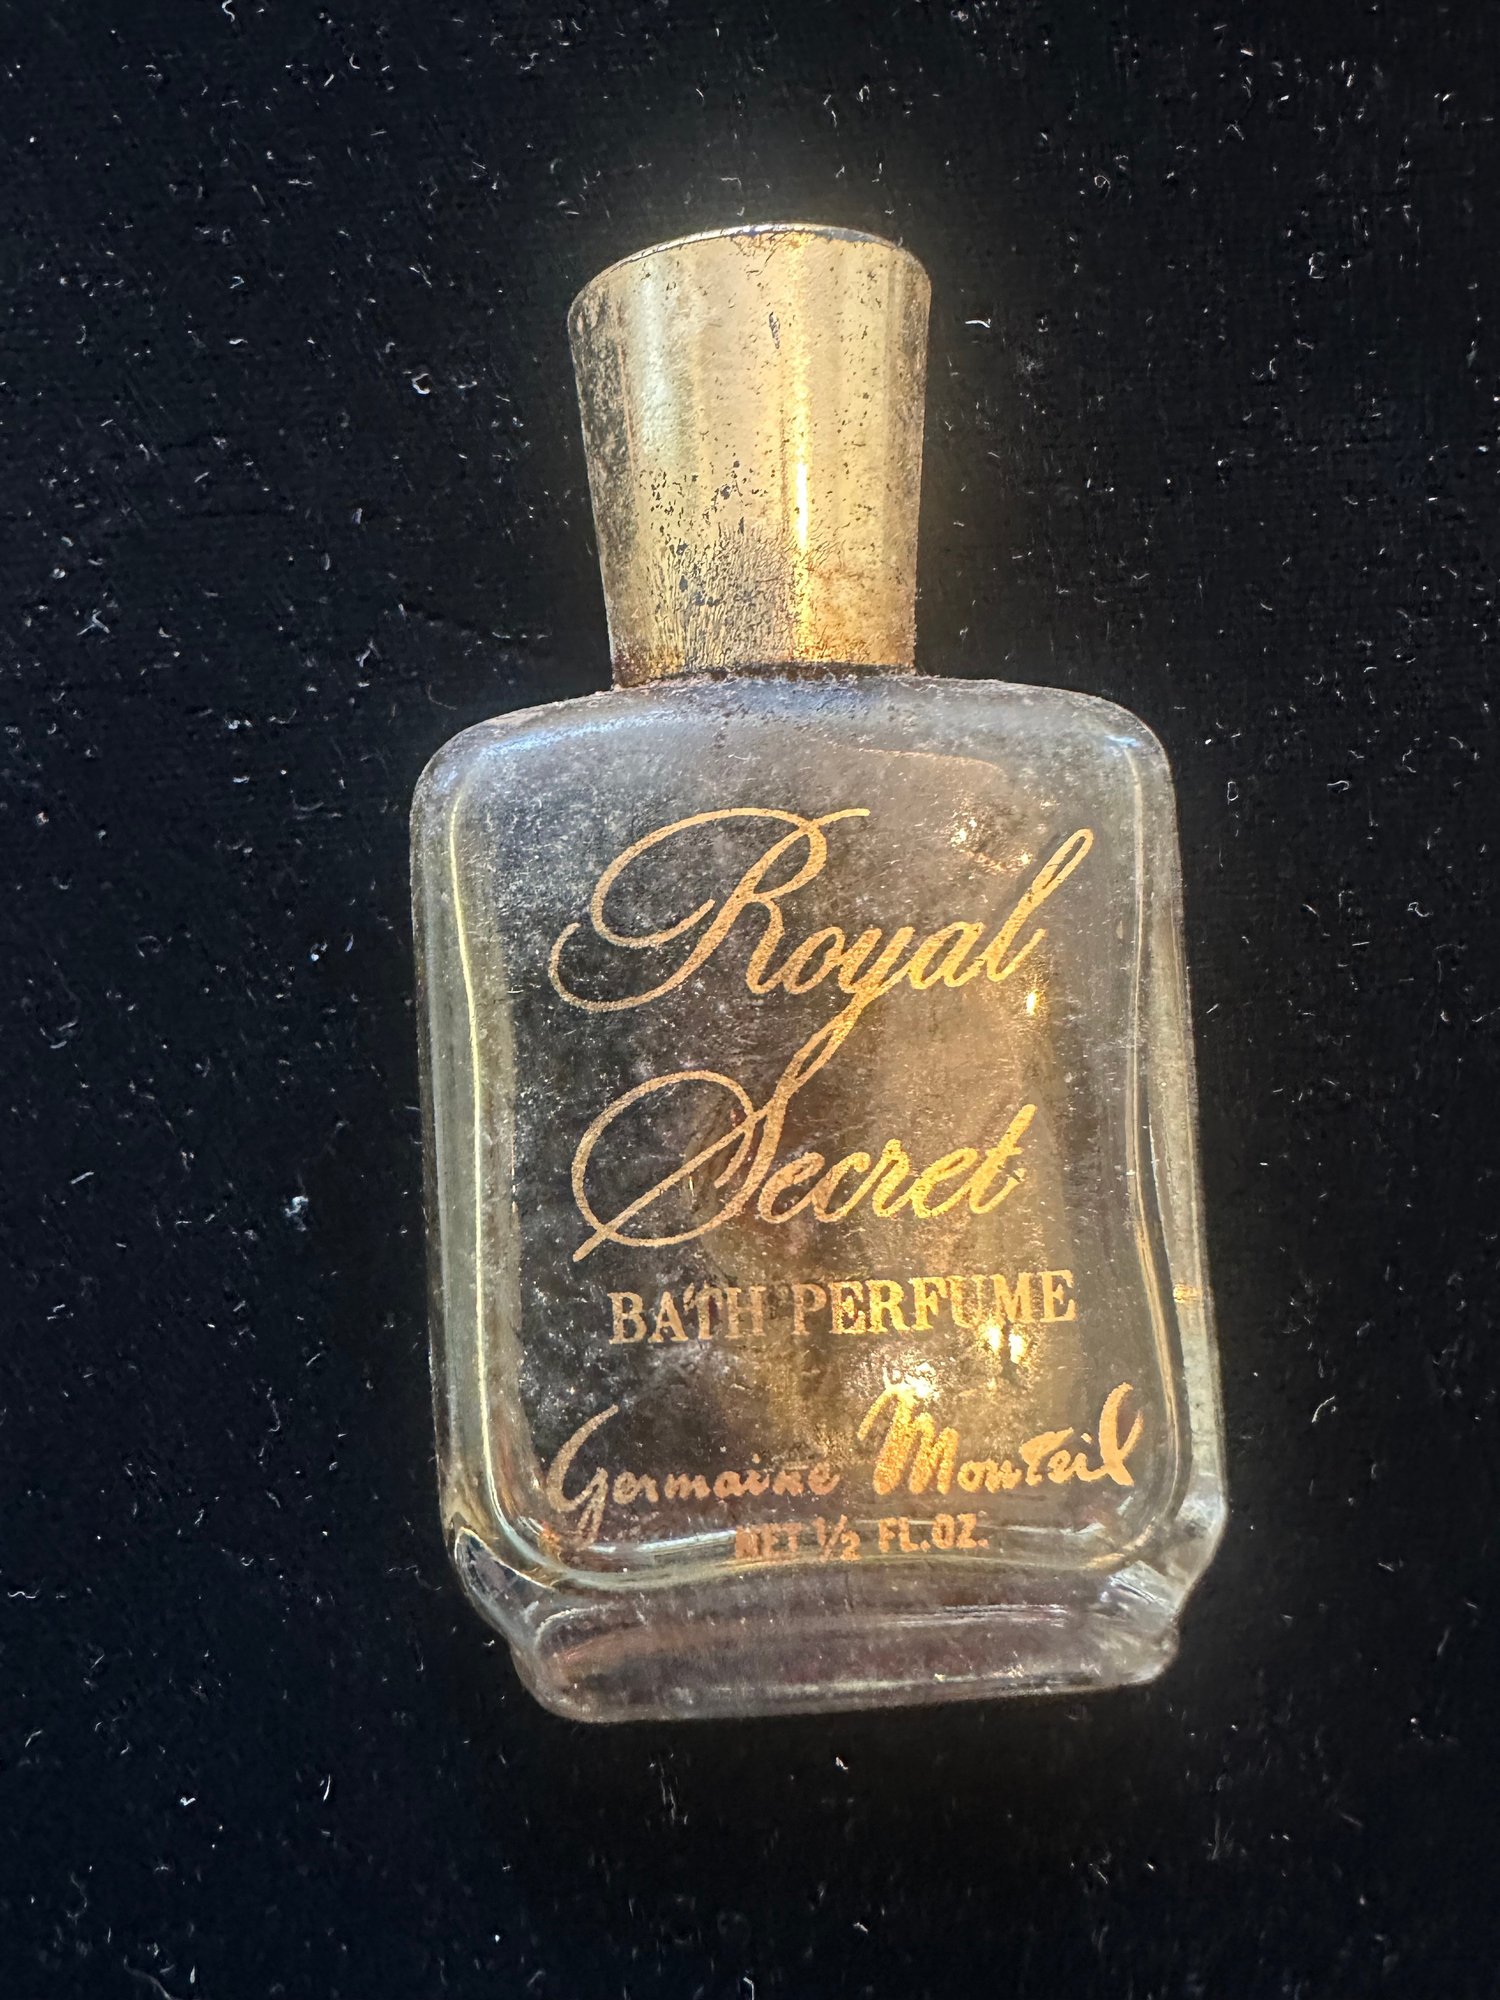 Royal
Secret
BATH PERFUME
Germaine Monteil
NET 1/2 FL.OZ.